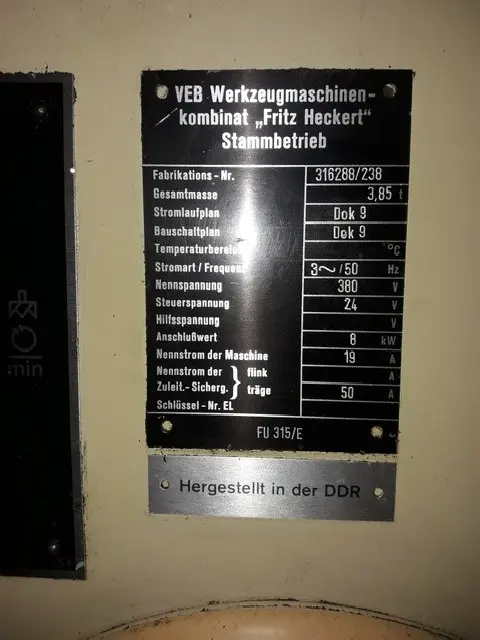 VEB Werkzeugmaschinen-
kombinat „Fritz Heckert"
Stammbetrieb
Fabrikations - Nr. 316288/238
Gesamtmasse 3,85 t
Stromlaufplan Dok 9
Bauschaltplan Dok 9
Temperaturbereich °C
Stromart / Frequenz 3~/50 Hz
Nennspannung 380 V
Steuerspannung 24 V
Hilfsspannung V
Anschlußwert 8 kW
Nennstrom der Maschine 19 A
Nennstrom der } flink A
Zuleit.- Sicherg. } träge 50 A
Schlüssel - Nr. EL
FU 315/E
Hergestellt in der DDR
min